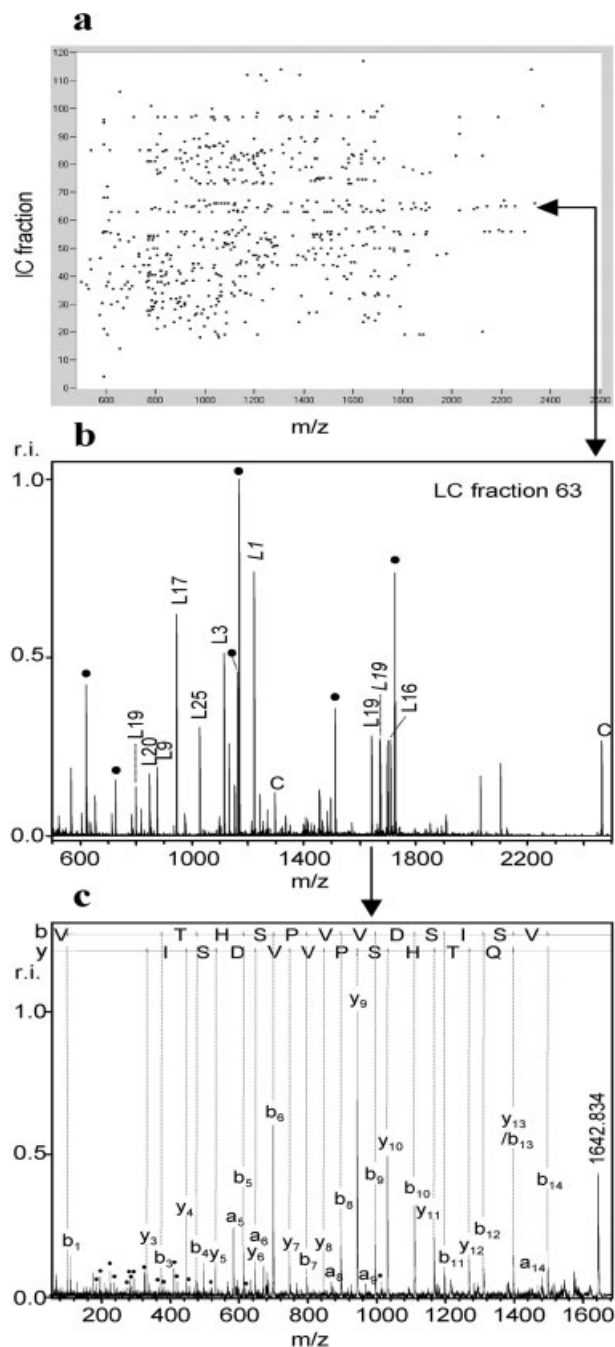 a
120
110
100
90
80
70
60
50
40
30
20
10
0
lC fraction
600 800 1000 1200 1400 1600 1800 2000 2200 2400 2600
m/z
b
r.i.
LC fraction 63
1.0
0.5
0.0
L19 L20 L9 L17 L25 L3 L1 C L19 L19 L16 C
600 1000 1400 1800 2200
m/z
c
b V T H S P V V D S I S V
y I S D V V P S H T Q
r.i.
1.0
0.5
0.0
y9
b6
y10
y13
/b13
1642.834
b5
b8
b9
b10
y11
b14
y4
a5
a6
b12
b1
y3
b3
b4
y5
y6
y7
b7
y8
a8
a9
b11
y12
a14
200 400 600 800 1000 1200 1400 1600
m/z